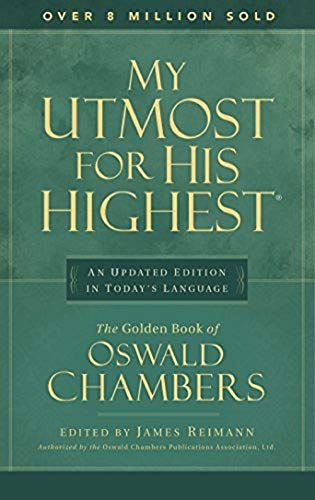 OVER 8 MILLION SOLD
MY
UTMOST
FOR HIS
HIGHEST®
AN UPDATED EDITION
IN TODAY'S LANGUAGE
The Golden Book of
OSWALD
CHAMBERS
EDITED BY JAMES REIMANN
Authorized by the Oswald Chambers Publications Association, Ltd.